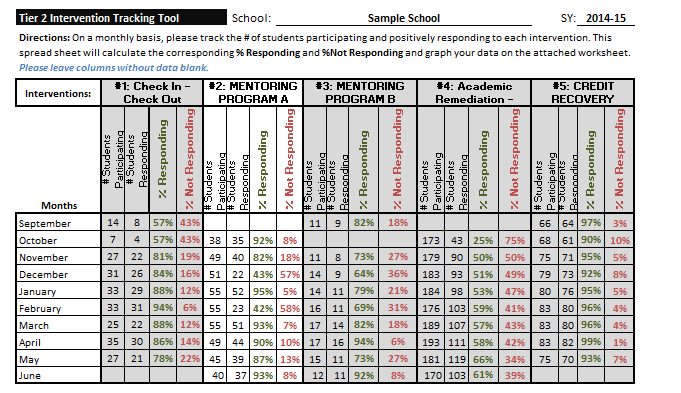 Tier 2 Intervention Tracking Tool School: Sample School SY: 2014-15
Directions: On a monthly basis, please track the # of students participating and positively responding to each intervention. This
spread sheet will calculate the corresponding % Responding and %Not Responding and graph your data on the attached worksheet.
Please leave columns without data blank.
Interventions:
#1: Check In –
Check Out
#2: MENTORING
PROGRAM A
#3: MENTORING
PROGRAM B
#4: Academic
Remediation –
#5: CREDIT
RECOVERY
Months
# Students
Participating
# Students
Responding
% Responding
% Not Responding
# Students
Participating
# Students
Responding
% Responding
% Not Responding
# Students
Participating
# Students
Responding
% Responding
% Not Responding
# Students
Participating
# Students
Responding
% Responding
% Not Responding
# Students
Participating
# Students
Responding
% Responding
% Not Responding
September 14 8 57% 43% 11 9 82% 18% 66 64 97% 3%
October 7 4 57% 43% 38 35 92% 8% 173 43 25% 75% 68 61 90% 10%
November 27 22 81% 19% 49 40 82% 18% 11 8 73% 27% 179 90 50% 50% 75 71 95% 5%
December 31 26 84% 16% 51 22 43% 57% 14 9 64% 36% 183 93 51% 49% 79 73 92% 8%
January 33 29 88% 12% 55 52 95% 5% 14 11 79% 21% 184 98 53% 47% 80 76 95% 5%
February 33 31 94% 6% 55 23 42% 58% 16 11 69% 31% 176 103 59% 41% 83 80 96% 4%
March 25 22 88% 12% 55 51 93% 7% 17 14 82% 18% 189 107 57% 43% 83 80 96% 4%
April 35 30 86% 14% 49 44 90% 10% 17 16 94% 6% 193 111 58% 42% 83 82 99% 1%
May 27 21 78% 22% 45 39 87% 13% 15 11 73% 27% 181 119 66% 34% 75 70 93% 7%
June 40 37 93% 8% 12 11 92% 8% 170 103 61% 39%